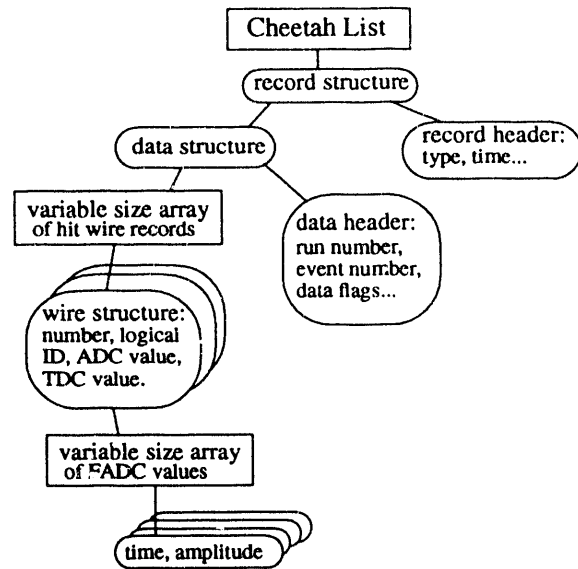 Cheetah List
record structure
data structure
record header:
type, time...
variable size array
of hit wire records
data header:
run number,
event number,
data flags...
wire structure:
number, logical
ID, ADC value,
TDC value.
variable size array
of FADC values
time, amplitude